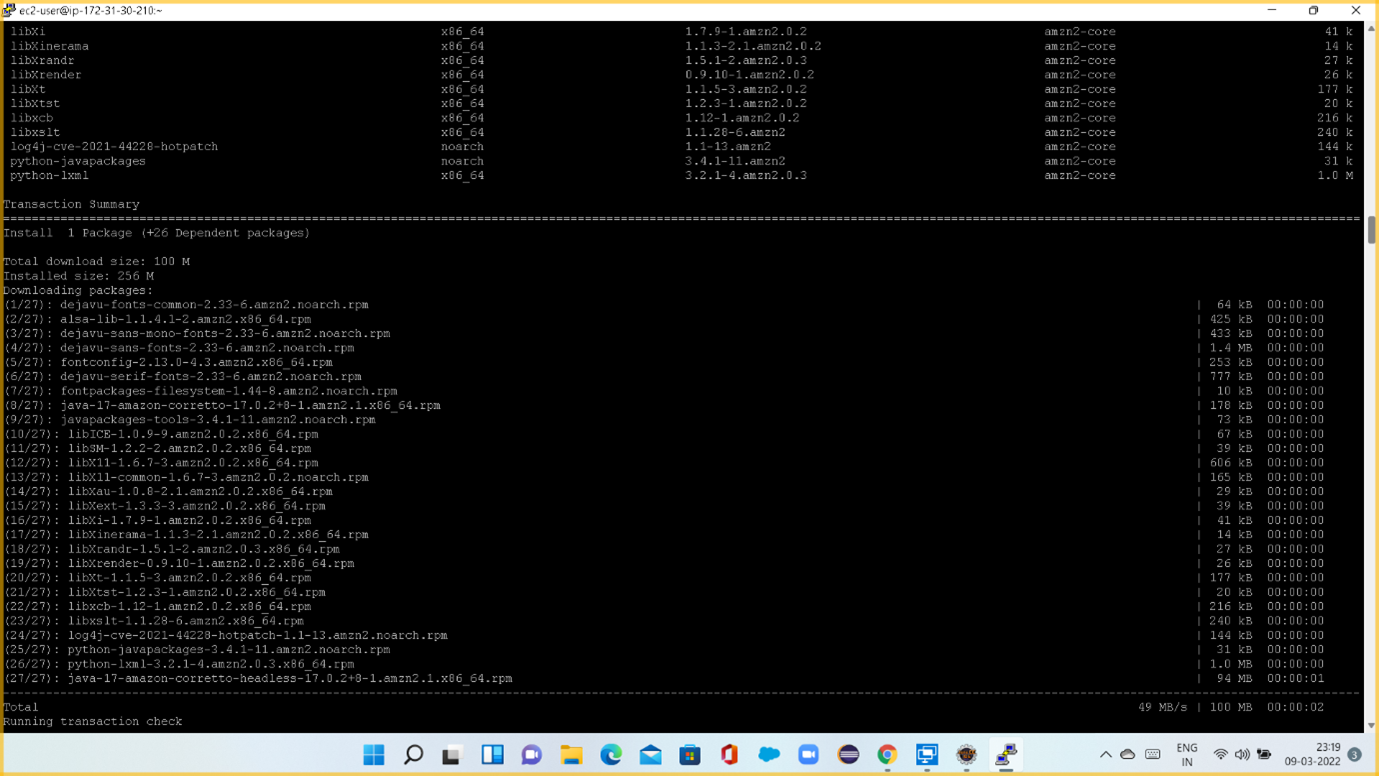 ec2-user@ip-172-31-30-210:~
libXi x86_64 1.7.9-1.amzn2.0.2 amzn2-core 41 k
libXinerama x86_64 1.1.3-2.1.amzn2.0.2 amzn2-core 14 k
libXrandr x86_64 1.5.1-2.amzn2.0.3 amzn2-core 27 k
libXrender x86_64 0.9.10-1.amzn2.0.2 amzn2-core 26 k
libXt x86_64 1.1.5-3.amzn2.0.2 amzn2-core 177 k
libXtst x86_64 1.2.3-1.amzn2.0.2 amzn2-core 20 k
libxcb x86_64 1.12-1.amzn2.0.2 amzn2-core 216 k
libxslt x86_64 1.1.28-6.amzn2 amzn2-core 240 k
log4j-cve-2021-44228-hotpatch noarch 1.1-13.amzn2 amzn2-core 144 k
python-javapackages noarch 3.4.1-11.amzn2 amzn2-core 31 k
python-lxml x86_64 3.2.1-4.amzn2.0.3 amzn2-core 1.0 M
Transaction Summary
Install 1 Package (+26 Dependent packages)
Total download size: 100 M
Installed size: 256 M
Downloading packages:
(1/27): dejavu-fonts-common-2.33-6.amzn2.noarch.rpm | 64 kB 00:00:00
(2/27): alsa-lib-1.1.4.1-2.amzn2.x86_64.rpm | 425 kB 00:00:00
(3/27): dejavu-sans-mono-fonts-2.33-6.amzn2.noarch.rpm | 433 kB 00:00:00
(4/27): dejavu-sans-fonts-2.33-6.amzn2.noarch.rpm | 1.4 MB 00:00:00
(5/27): fontconfig-2.13.0-4.3.amzn2.x86_64.rpm | 253 kB 00:00:00
(6/27): dejavu-serif-fonts-2.33-6.amzn2.noarch.rpm | 777 kB 00:00:00
(7/27): fontpackages-filesystem-1.44-8.amzn2.noarch.rpm | 10 kB 00:00:00
(8/27): java-17-amazon-corretto-17.0.2+8-1.amzn2.1.x86_64.rpm | 178 kB 00:00:00
(9/27): javapackages-tools-3.4.1-11.amzn2.noarch.rpm | 73 kB 00:00:00
(10/27): libICE-1.0.9-9.amzn2.0.2.x86_64.rpm | 67 kB 00:00:00
(11/27): libSM-1.2.2-2.amzn2.0.2.x86_64.rpm | 39 kB 00:00:00
(12/27): libX11-1.6.7-3.amzn2.0.2.x86_64.rpm | 606 kB 00:00:00
(13/27): libX11-common-1.6.7-3.amzn2.0.2.noarch.rpm | 165 kB 00:00:00
(14/27): libXau-1.0.8-2.1.amzn2.0.2.x86_64.rpm | 29 kB 00:00:00
(15/27): libXext-1.3.3-3.amzn2.0.2.x86_64.rpm | 39 kB 00:00:00
(16/27): libXi-1.7.9-1.amzn2.0.2.x86_64.rpm | 41 kB 00:00:00
(17/27): libXinerama-1.1.3-2.1.amzn2.0.2.x86_64.rpm | 14 kB 00:00:00
(18/27): libXrandr-1.5.1-2.amzn2.0.3.x86_64.rpm | 27 kB 00:00:00
(19/27): libXrender-0.9.10-1.amzn2.0.2.x86_64.rpm | 26 kB 00:00:00
(20/27): libXt-1.1.5-3.amzn2.0.2.x86_64.rpm | 177 kB 00:00:00
(21/27): libXtst-1.2.3-1.amzn2.0.2.x86_64.rpm | 20 kB 00:00:00
(22/27): libxcb-1.12-1.amzn2.0.2.x86_64.rpm | 216 kB 00:00:00
(23/27): libxslt-1.1.28-6.amzn2.x86_64.rpm | 240 kB 00:00:00
(24/27): log4j-cve-2021-44228-hotpatch-1.1-13.amzn2.noarch.rpm | 144 kB 00:00:00
(25/27): python-javapackages-3.4.1-11.amzn2.noarch.rpm | 31 kB 00:00:00
(26/27): python-lxml-3.2.1-4.amzn2.0.3.x86_64.rpm | 1.0 MB 00:00:00
(27/27): java-17-amazon-corretto-headless-17.0.2+8-1.amzn2.1.x86_64.rpm | 94 MB 00:00:01
Total 49 MB/s | 100 MB 00:00:02
Running transaction check
ENG 23:19
IN 09-03-2022 3